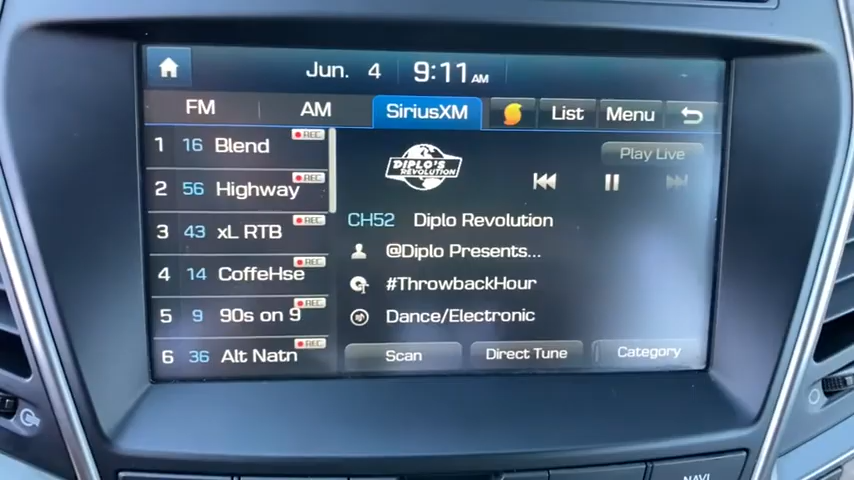 Jun. 4 9:11 AM
FM AM SiriusXM List Menu
1 16 Blend REC
2 56 Highway REC
3 43 xL RTB REC
4 14 CoffeHse REC
5 9 90s on 9 REC
6 36 Alt Natn REC
DIPLO'S
REVOLUTION
Play Live
CH52 Diplo Revolution
@Diplo Presents...
#ThrowbackHour
Dance/Electronic
Scan Direct Tune Category
NAVI